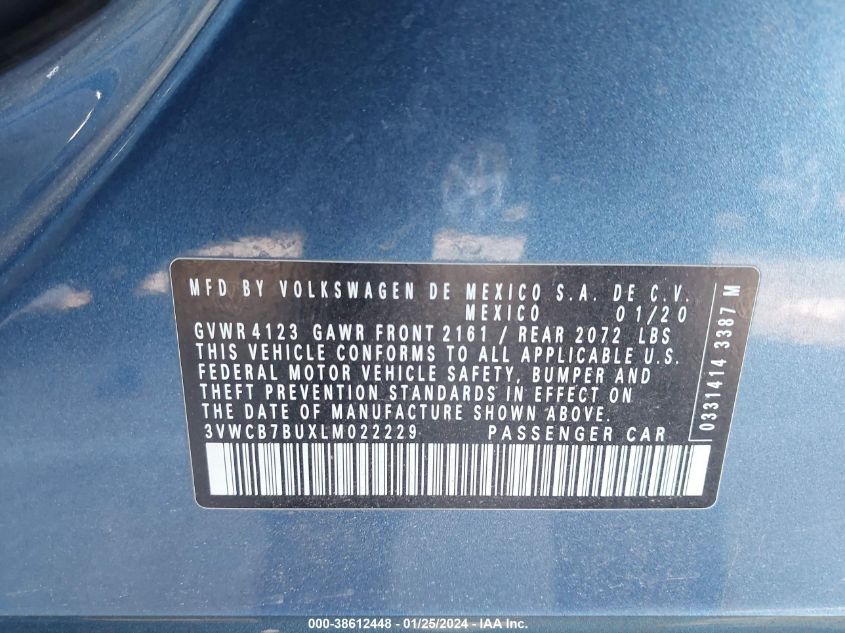 MFD BY VOLKSWAGEN DE MEXICO S.A. DE C.V.
MEXICO 01/20
GVWR 4123 GAWR FRONT 2161 / REAR 2072 LBS
THIS VEHICLE CONFORMS TO ALL APPLICABLE U.S.
FEDERAL MOTOR VEHICLE SAFETY, BUMPER AND
THEFT PREVENTION STANDARDS IN EFFECT ON
THE DATE OF MANUFACTURE SHOWN ABOVE.
3VWCB7BUXLM022229 PASSENGER CAR
0331414 3387 M
000-38612448 - 01/25/2024 - IAA Inc.